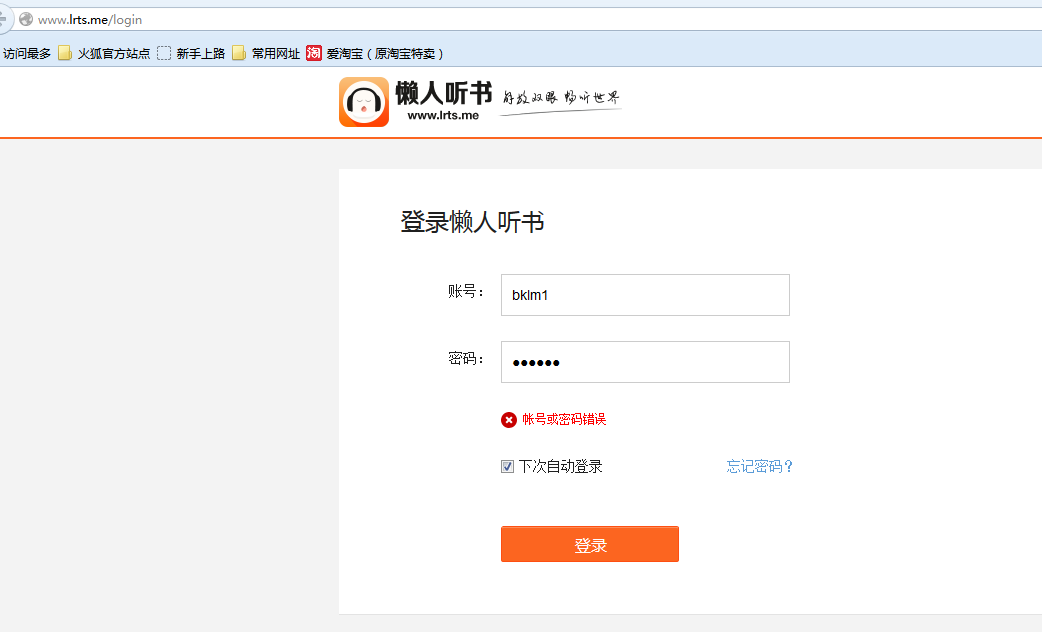 www.lrts.me/login
访问最多 火狐官方站点 新手上路 常用网址 淘 爱淘宝（原淘宝特卖）
懒人听书 解放双眼 畅听世界
www.lrts.me
登录懒人听书
账号： bklm1
密码： ●●●●●●
帐号或密码错误
下次自动登录 忘记密码？
登录